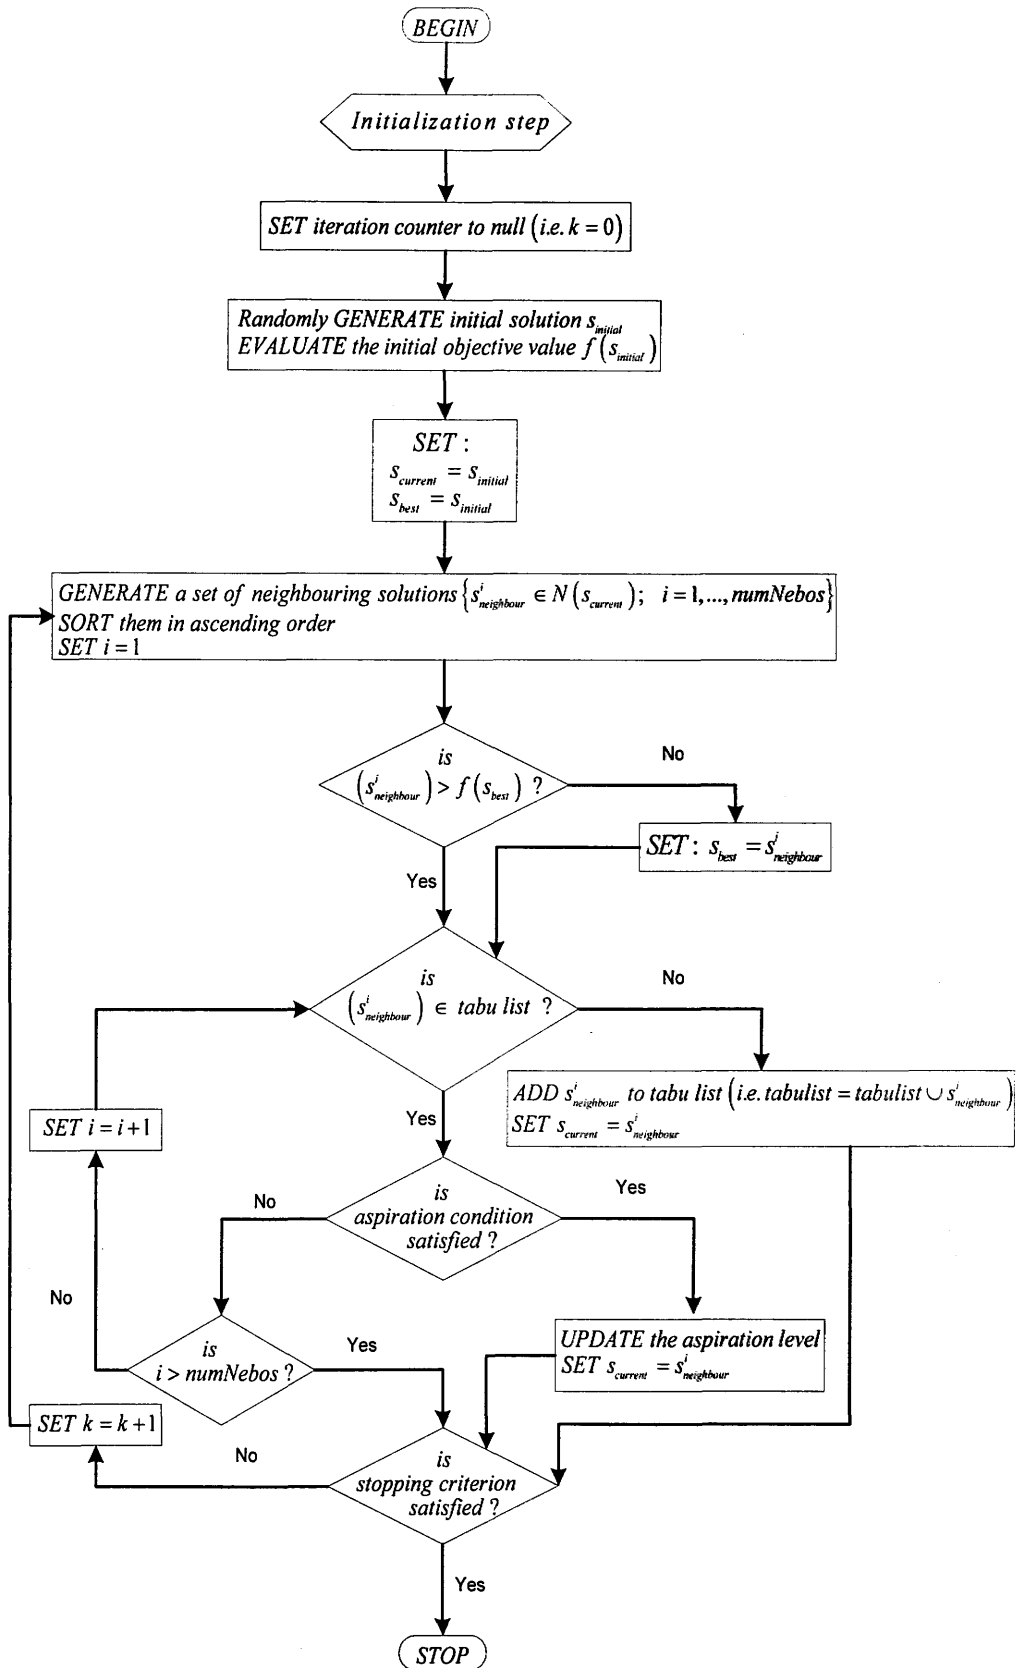 BEGIN
Initialization step
SET iteration counter to null (i.e. k = 0)
Randomly GENERATE initial solution s_initial
EVALUATE the initial objective value f(s_initial)
SET :
s_current = s_initial
s_best = s_initial
GENERATE a set of neighbouring solutions {s^i_neighbour ∈ N(s_current); i = 1,..., numNebos}
SORT them in ascending order
SET i = 1
is
(s^i_neighbour) > f(s_best) ?
No
SET : s_best = s^i_neighbour
Yes
is
(s^i_neighbour) ∈ tabu list ?
No
ADD s^i_neighbour to tabu list (i.e. tabulist = tabulist ∪ s^i_neighbour)
SET s_current = s^i_neighbour
Yes
SET i = i+1
is
aspiration condition
satisfied ?
No
Yes
UPDATE the aspiration level
SET s_current = s^i_neighbour
No
is
i > numNebos ?
Yes
SET k = k+1
No
is
stopping criterion
satisfied ?
Yes
STOP